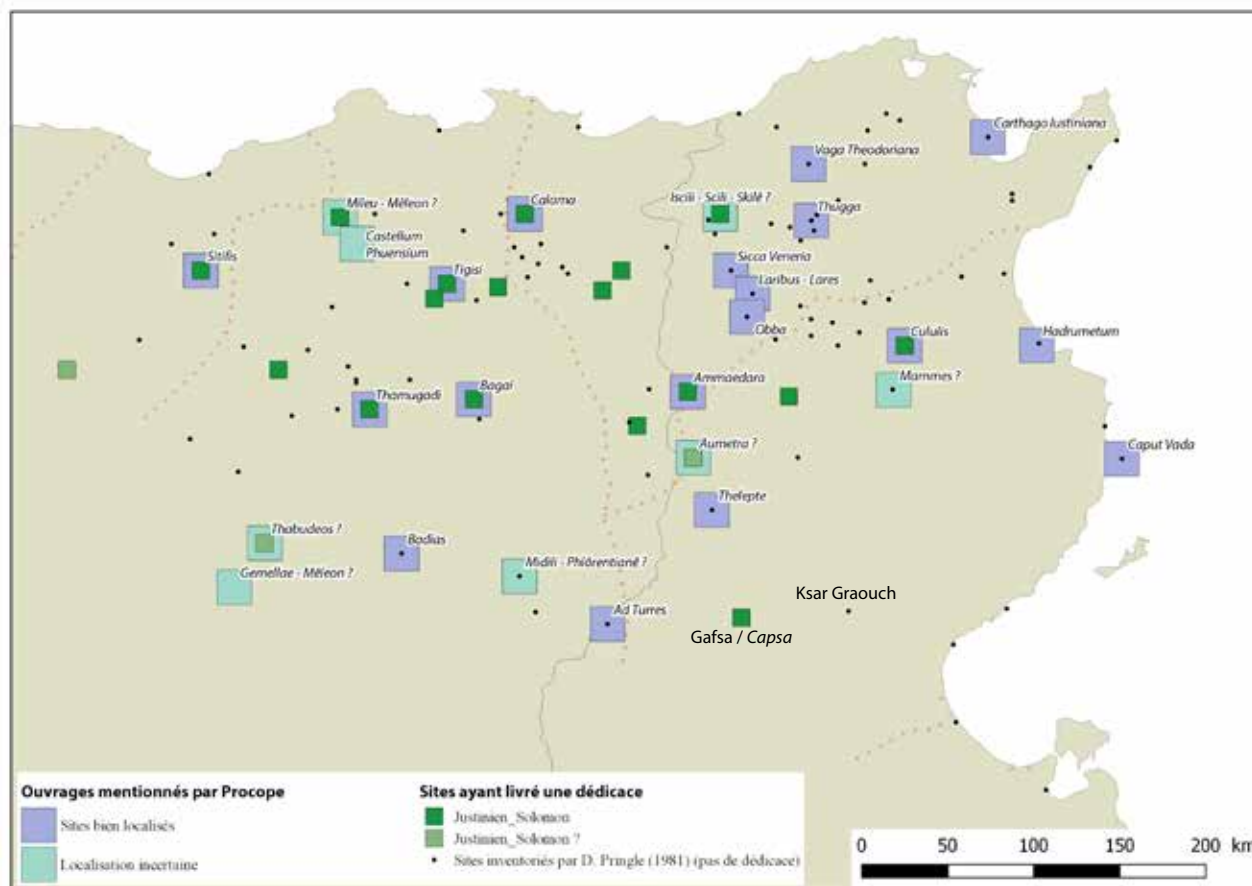 Carthago Iustiniana
Vaga Theodoriana
Mileu - Mêleon ?
Calama
Iscili - Scili - Skilé ?
Thugga
Castellum
Phuensium
Sitifis
Tigisi
Sicca Veneria
Laribus - Lares
Obba
Cululis
Hadrumetum
Ammaedara
Mammes ?
Thamugadi
Bagai
Aumetra ?
Caput Vada
Thelepte
Thabudeos ?
Badias
Gemellae - Mêleon ?
Midili - Phlôrentianê ?
Ad Turres
Ksar Graouch
Gafsa / Capsa
Ouvrages mentionnés par Procope
Sites bien localisés
Localisation incertaine
Sites ayant livré une dédicace
Justinien_Solomon
Justinien_Solomon ?
Sites inventoriés par D. Pringle (1981) (pas de dédicace)
0 50 100 150 200 km